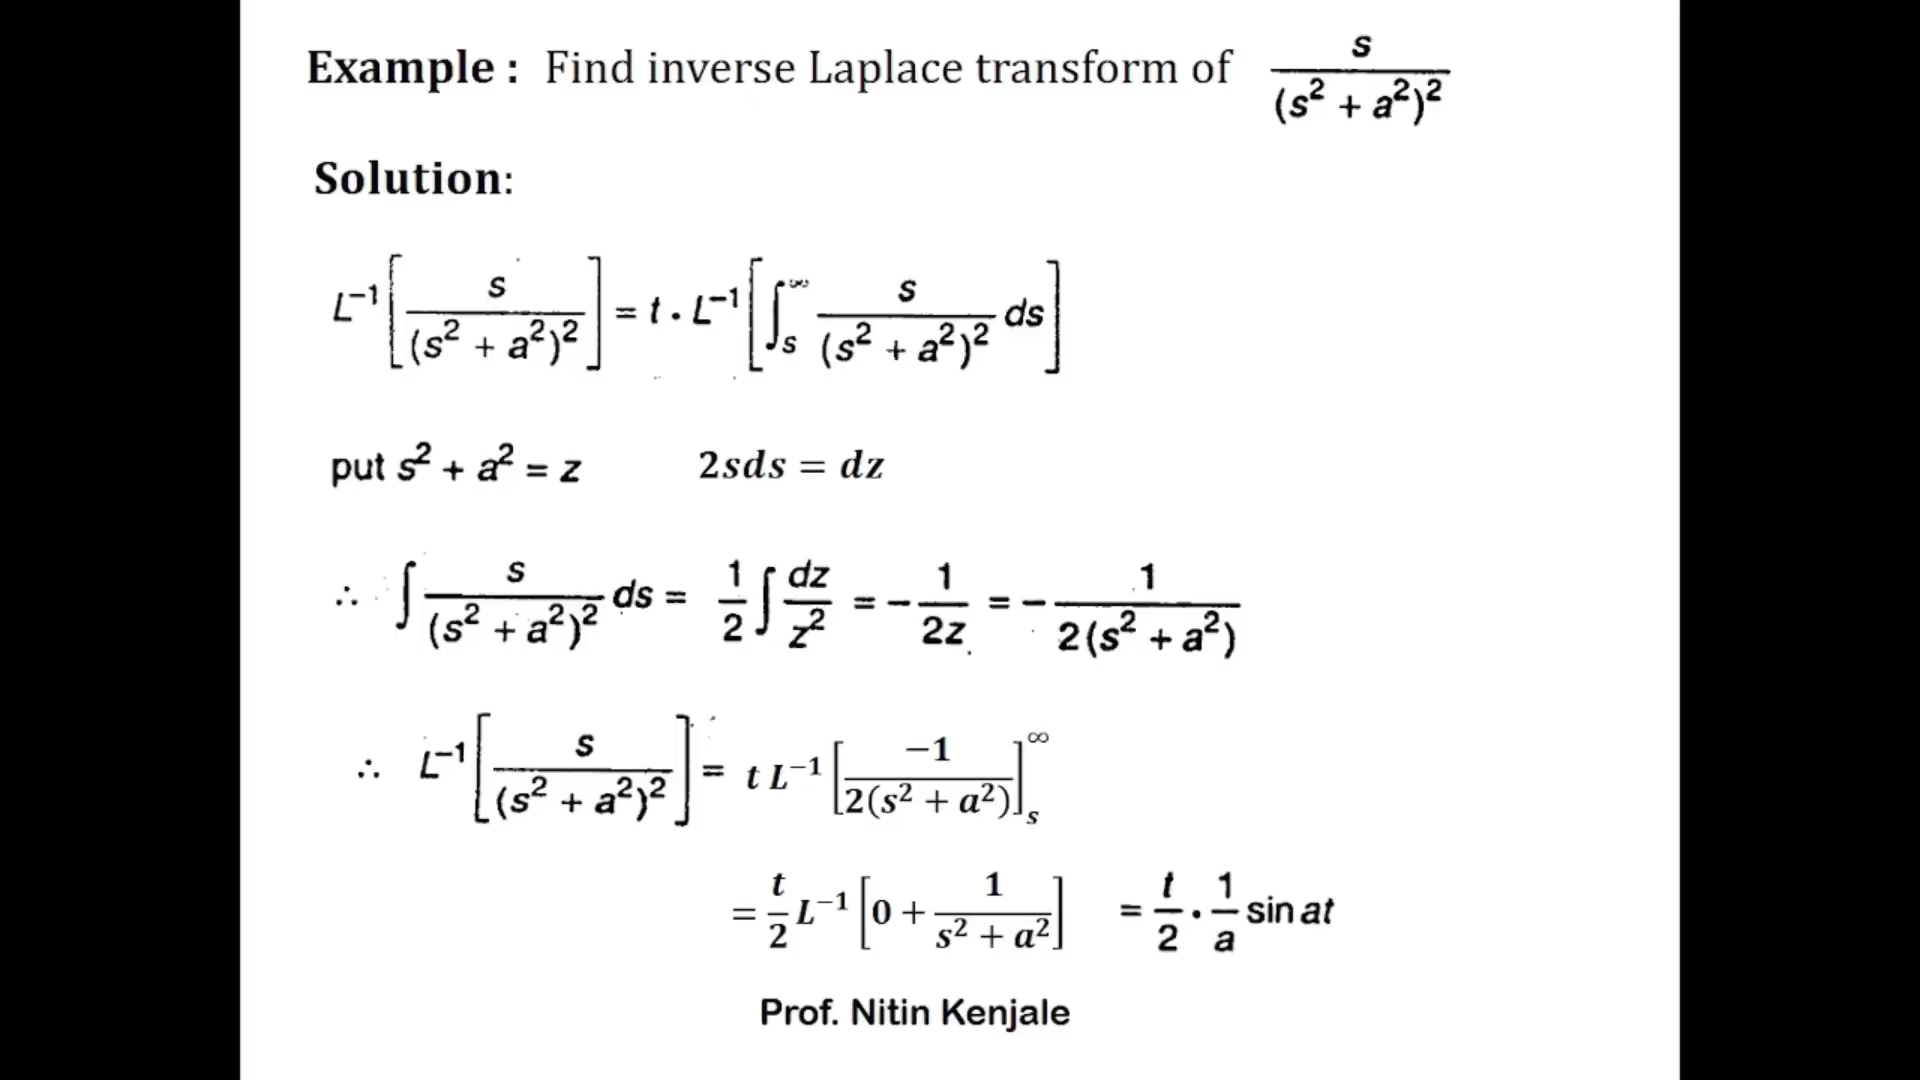 Example : Find inverse Laplace transform of s/(s² + a²)²
Solution:
L⁻¹[s/(s² + a²)²] = t · L⁻¹[∫ₛ^∞ s/(s² + a²)² ds]
put s² + a² = z 2sds = dz
∴ ∫ s/(s² + a²)² ds = 1/2 ∫ dz/z² = − 1/2z = − 1/2(s² + a²)
∴ L⁻¹[s/(s² + a²)²] = t L⁻¹[−1/2(s² + a²)]ₛ^∞
= t/2 L⁻¹[0 + 1/s² + a²] = t/2 · 1/a sin at
Prof. Nitin Kenjale